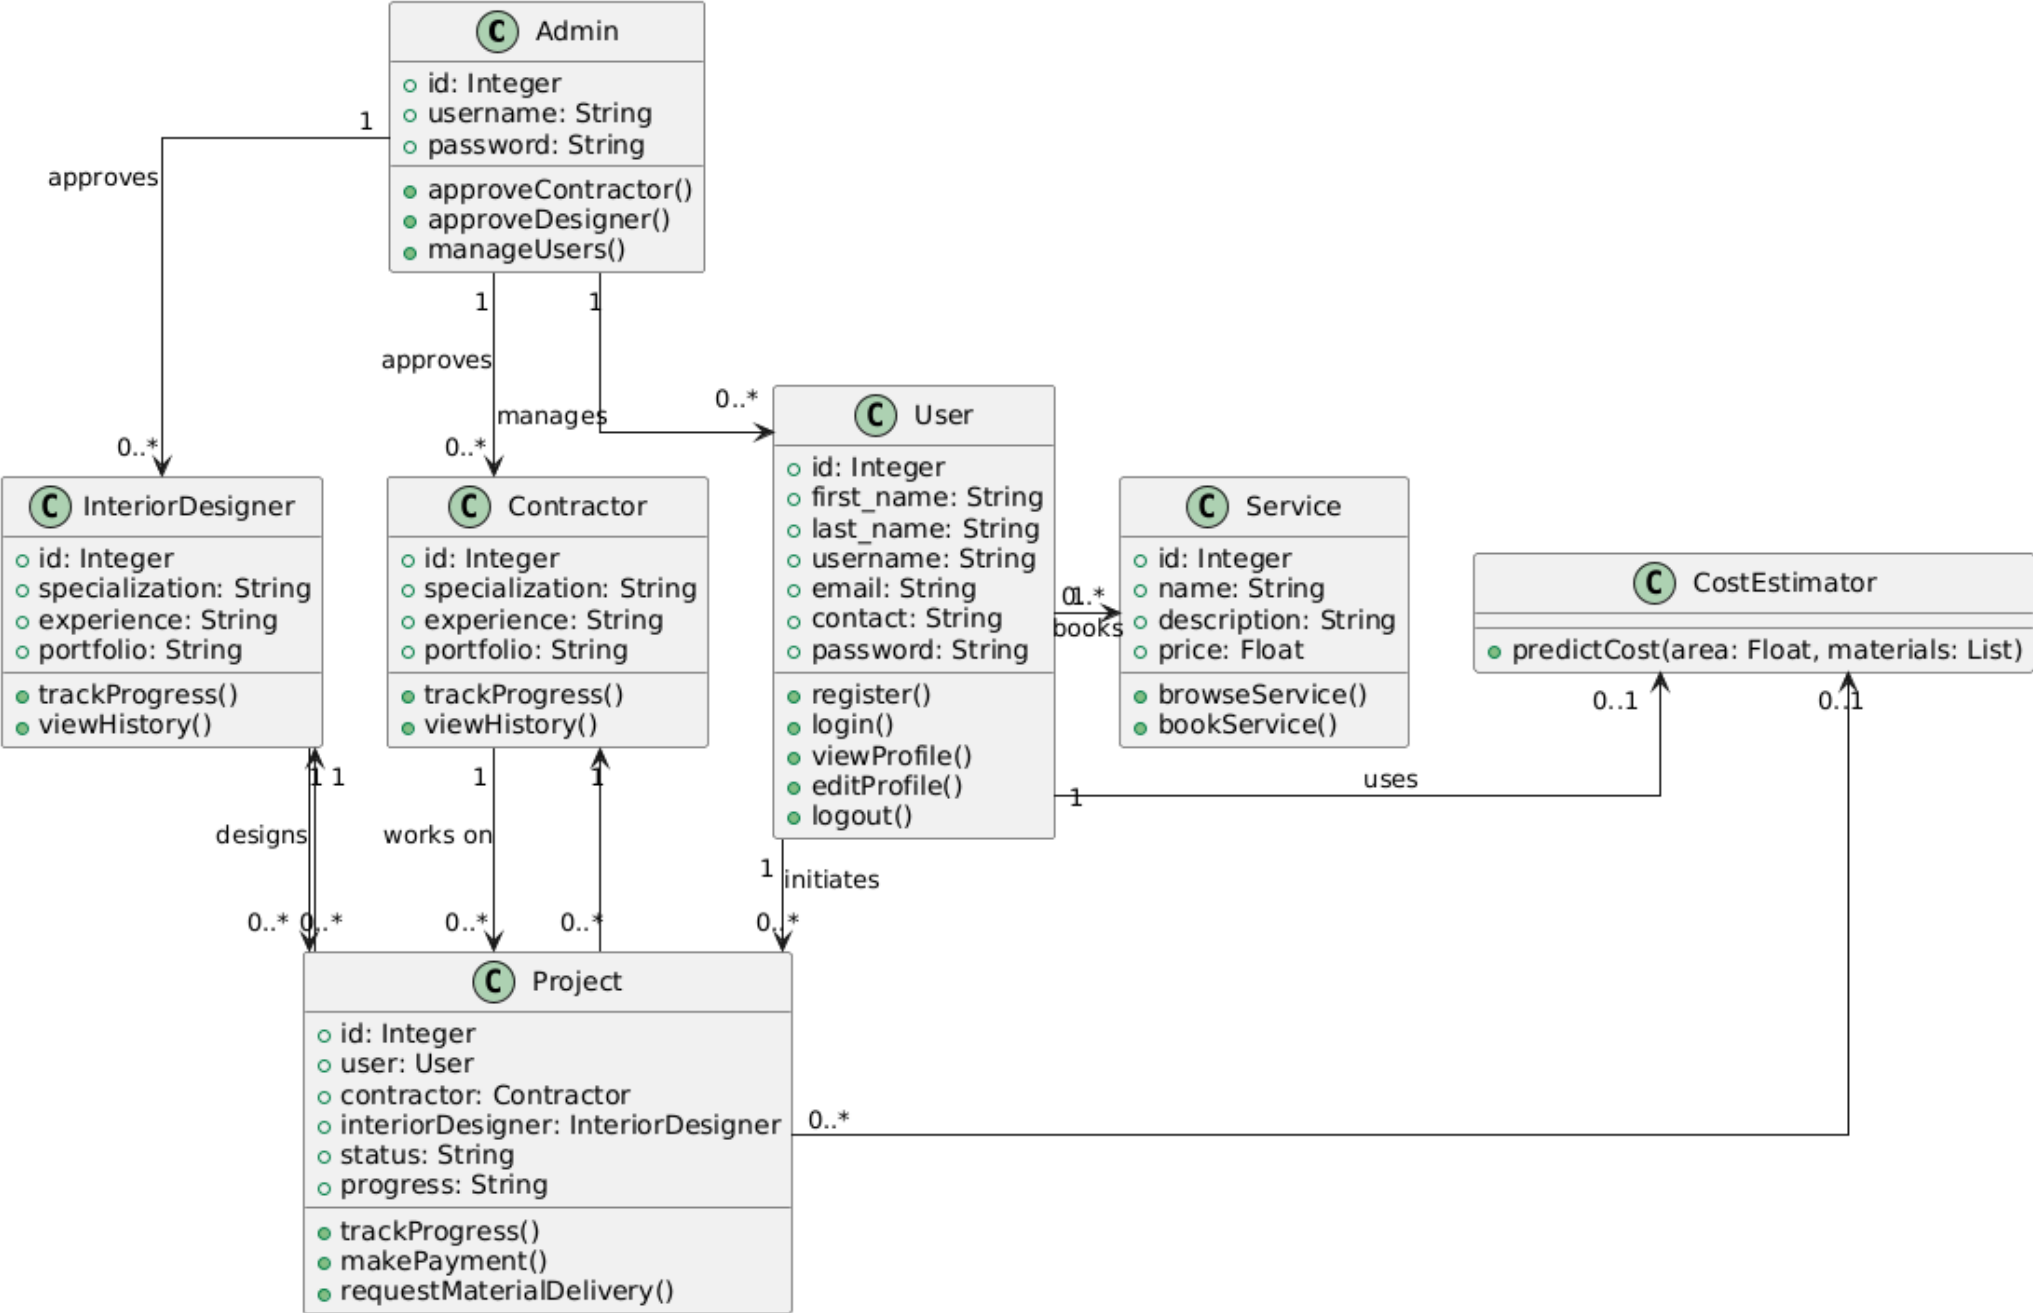 C Admin
id: Integer
username: String
password: String
approveContractor()
approveDesigner()
manageUsers()
1
approves
0..*
1
approves
0..*
1
manages
0..*
C InteriorDesigner
id: Integer
specialization: String
experience: String
portfolio: String
trackProgress()
viewHistory()
C Contractor
id: Integer
specialization: String
experience: String
portfolio: String
trackProgress()
viewHistory()
C User
id: Integer
first_name: String
last_name: String
username: String
email: String
contact: String
password: String
register()
login()
viewProfile()
editProfile()
logout()
1
0..*
books
C Service
id: Integer
name: String
description: String
price: Float
browseService()
bookService()
C CostEstimator
predictCost(area: Float, materials: List)
0..1
0..1
1
uses
1
1
designs
0..*
0..*
1
works on
0..*
1
0..*
1
initiates
0..*
C Project
id: Integer
user: User
contractor: Contractor
interiorDesigner: InteriorDesigner
status: String
progress: String
trackProgress()
makePayment()
requestMaterialDelivery()
0..*